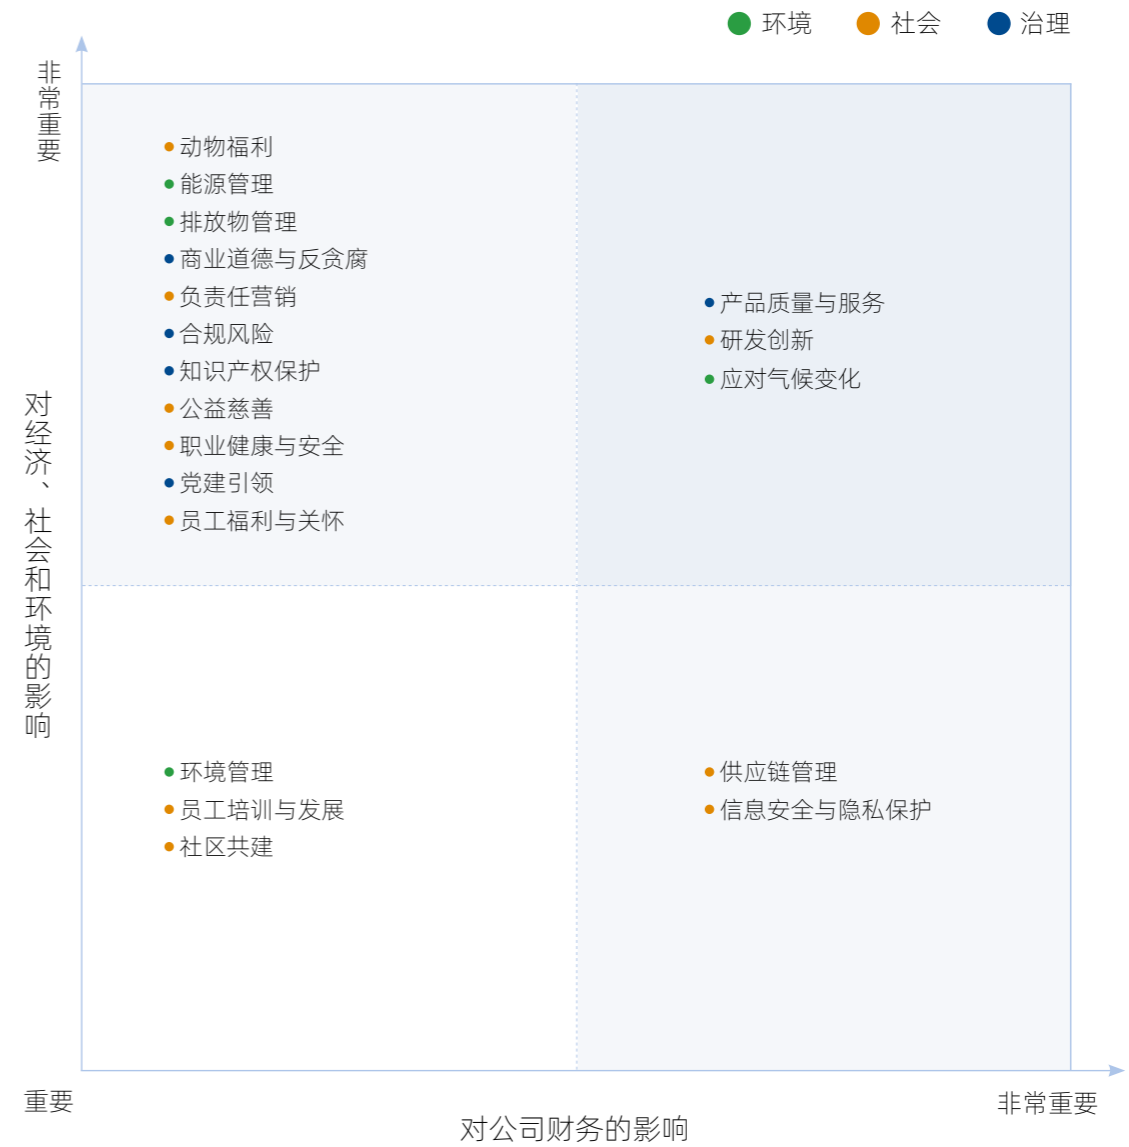 环境 社会 治理
非常重要
对经济、社会和环境的影响
动物福利
能源管理
排放物管理
商业道德与反贪腐
负责任营销
合规风险
知识产权保护
公益慈善
职业健康与安全
党建引领
员工福利与关怀
产品质量与服务
研发创新
应对气候变化
环境管理
员工培训与发展
社区共建
供应链管理
信息安全与隐私保护
重要
非常重要
对公司财务的影响